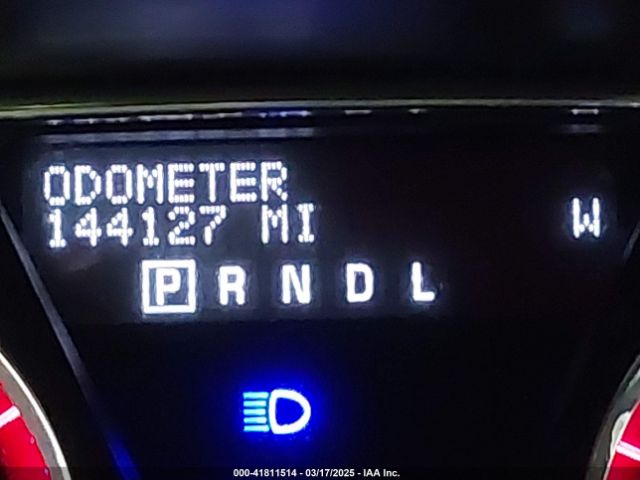 ODOMETER
144127 MI
W
P R N D L
000-41811514 - 03/17/2025 - IAA Inc.